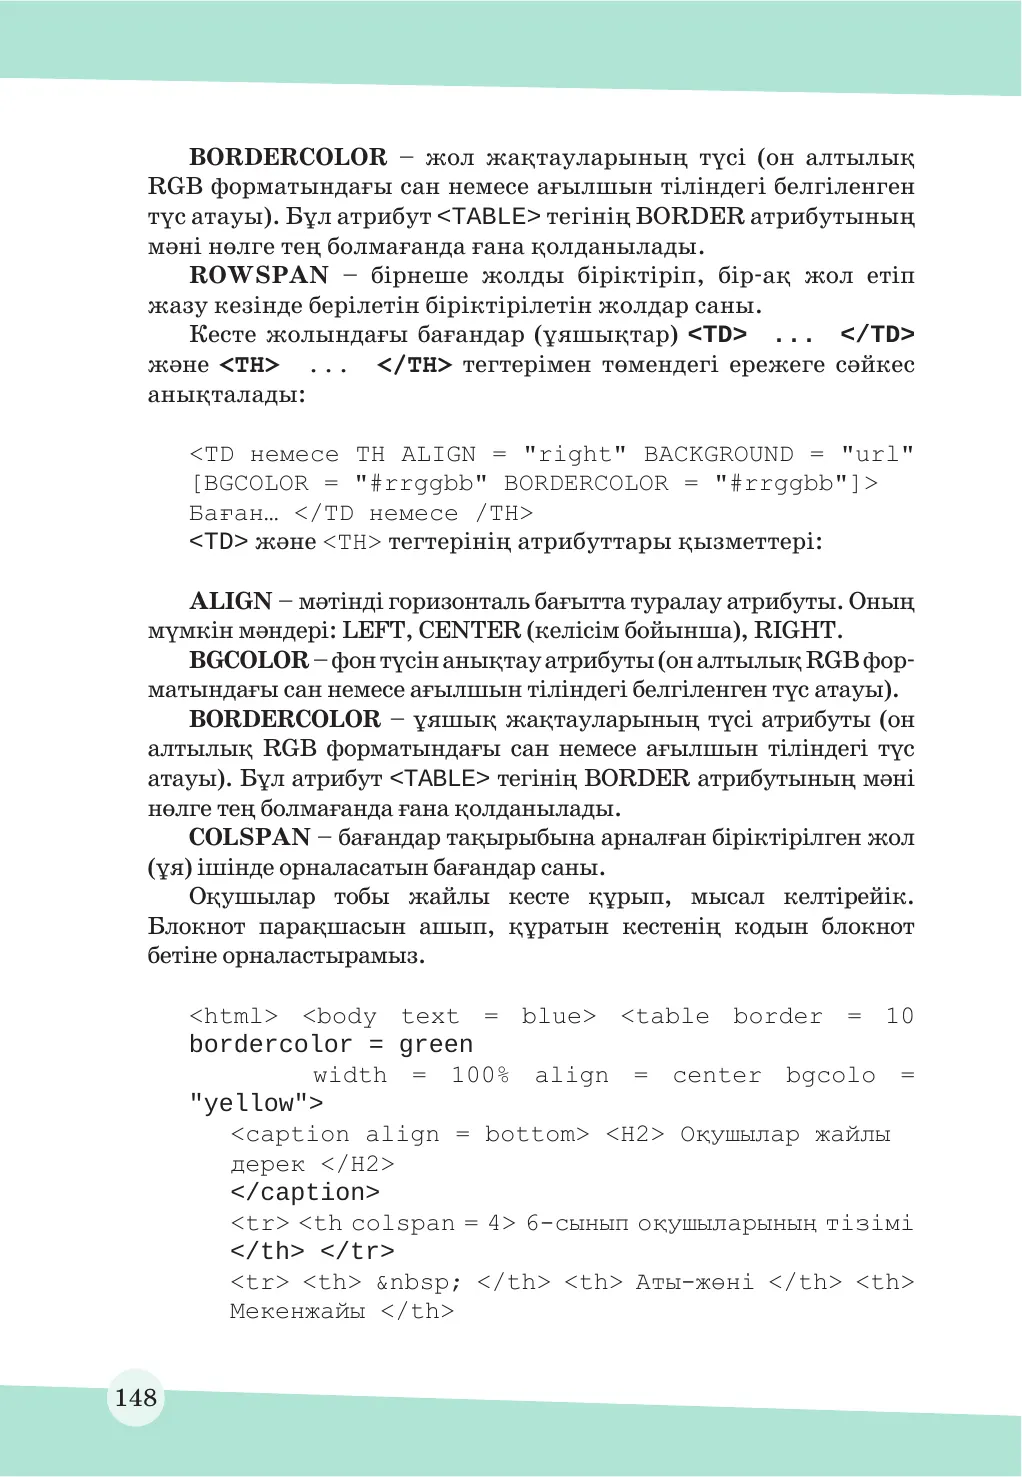 BORDERCOLOR – жол жақтауларының түсі (он алтылық
RGB форматындағы сан немесе ағылшын тіліндегі белгіленген
түс атауы). Бұл атрибут <TABLE> тегінің BORDER атрибутының
мәні нөлге тең болмағанда ғана қолданылады.
ROWSPAN – бірнеше жолды біріктіріп, бір-ақ жол етіп
жазу кезінде берілетін біріктірілетін жолдар саны.
Кесте жолындағы бағандар (ұяшықтар) <TD> ... </TD>
және <TH> ... </TH> тегтерімен төмендегі ережеге сәйкес
анықталады:
<TD немесе TH ALIGN = "right" BACKGROUND = "url"
[BGCOLOR = "#rrggbb" BORDERCOLOR = "#rrggbb"]>
Баған… </TD немесе /TH>
<TD> және <TH> тегтерінің атрибуттары қызметтері:
ALIGN – мәтінді горизонталь бағытта туралау атрибуты. Оның
мүмкін мәндері: LEFT, CENTER (келісім бойынша), RIGHT.
BGCOLOR – фон түсін анықтау атрибуты (он алтылық RGB фор-
матындағы сан немесе ағылшын тіліндегі белгіленген түс атауы).
BORDERCOLOR – ұяшық жақтауларының түсі атрибуты (он
алтылық RGB форматындағы сан немесе ағылшын тіліндегі түс
атауы). Бұл атрибут <TABLE> тегінің BORDER атрибутының мәні
нөлге тең болмағанда ғана қолданылады.
COLSPAN – бағандар тақырыбына арналған біріктірілген жол
(ұя) ішінде орналасатын бағандар саны.
Оқушылар тобы жайлы кесте құрып, мысал келтірейік.
Блокнот парақшасын ашып, құратын кестенің кодын блокнот
бетіне орналастырамыз.
<html> <body text = blue> <table border = 10
bordercolor = green
width = 100% align = center bgcolo =
"yellow">
<caption align = bottom> <H2> Оқушылар жайлы
дерек </H2>
</caption>
<tr> <th colspan = 4> 6-сынып оқушыларының тізімі
</th> </tr>
<tr> <th> &nbsp; </th> <th> Аты-жөні </th> <th>
Мекенжайы </th>
148